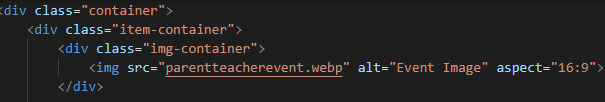 <div class="container">
<div class="item-container">
<div class="img-container">
<img src="parentteacherevent.webp" alt="Event Image" aspect="16:9">
</div>